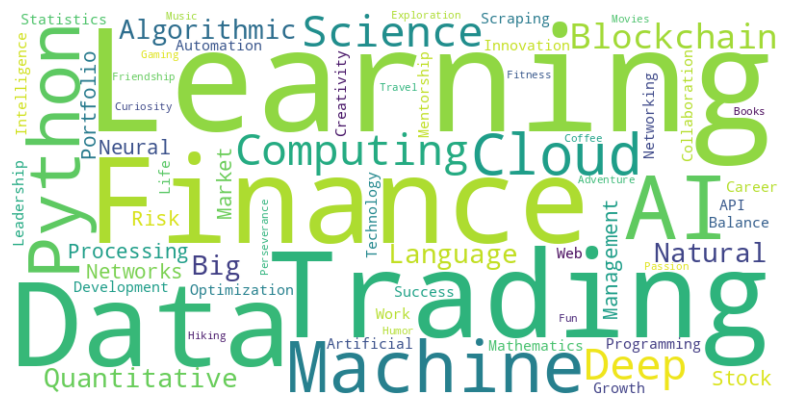 Statistics
Music
Algorithmic
Science
Exploration
Scraping
Movies
Blockchain
Automation
Gaming
Innovation
Intelligence
Python
Portfolio
Learning
Friendship
Curiosity
Creativity
Travel
Mentorship
Fitness
Networking
Collaboration
Books
Neural
Computing
Cloud
Coffee
Leadership
Finance
Life
Market
Risk
Perseverance
Technology
Adventure
AI
Career
API
Balance
Processing
Networks
Big
Language
Web
Management
Natural
Passion
Development
Optimization
Data
Trading
Success
Work
Humor
Fun
Hiking
Artificial
Machine
Mathematics
Programming
Deep
Growth
Stock
Quantitative